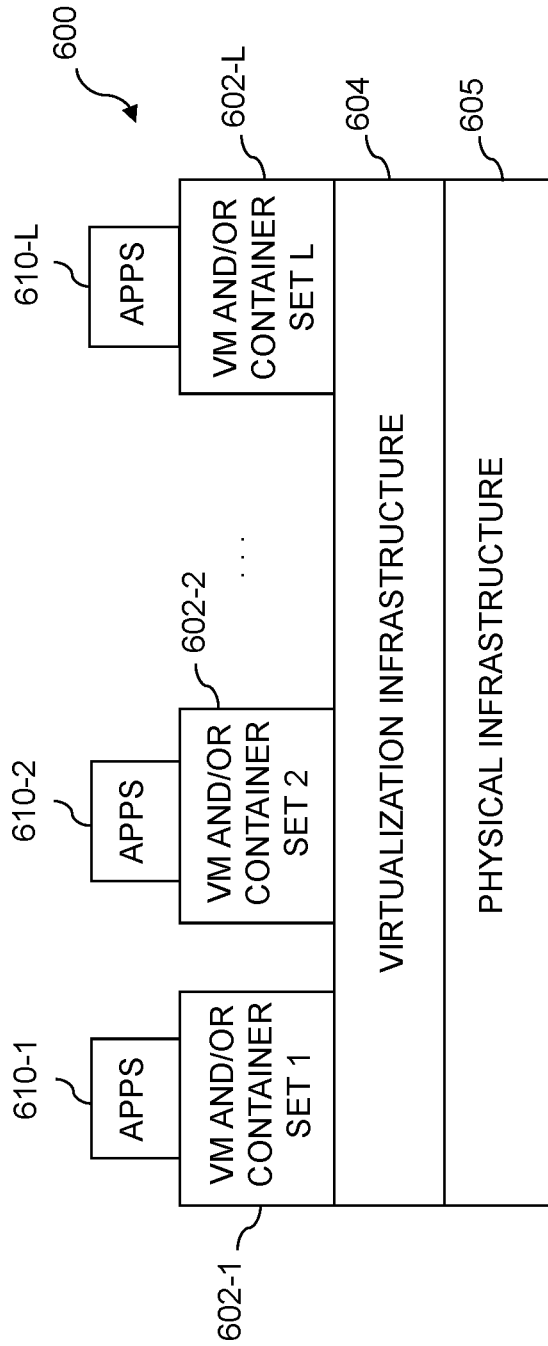 600
610-1
610-2
610-L
APPS
APPS
APPS
602-1
VM AND/OR
CONTAINER
SET 1
VM AND/OR
CONTAINER
SET 2
602-2
. . .
VM AND/OR
CONTAINER
SET L
602-L
VIRTUALIZATION INFRASTRUCTURE
604
PHYSICAL INFRASTRUCTURE
605